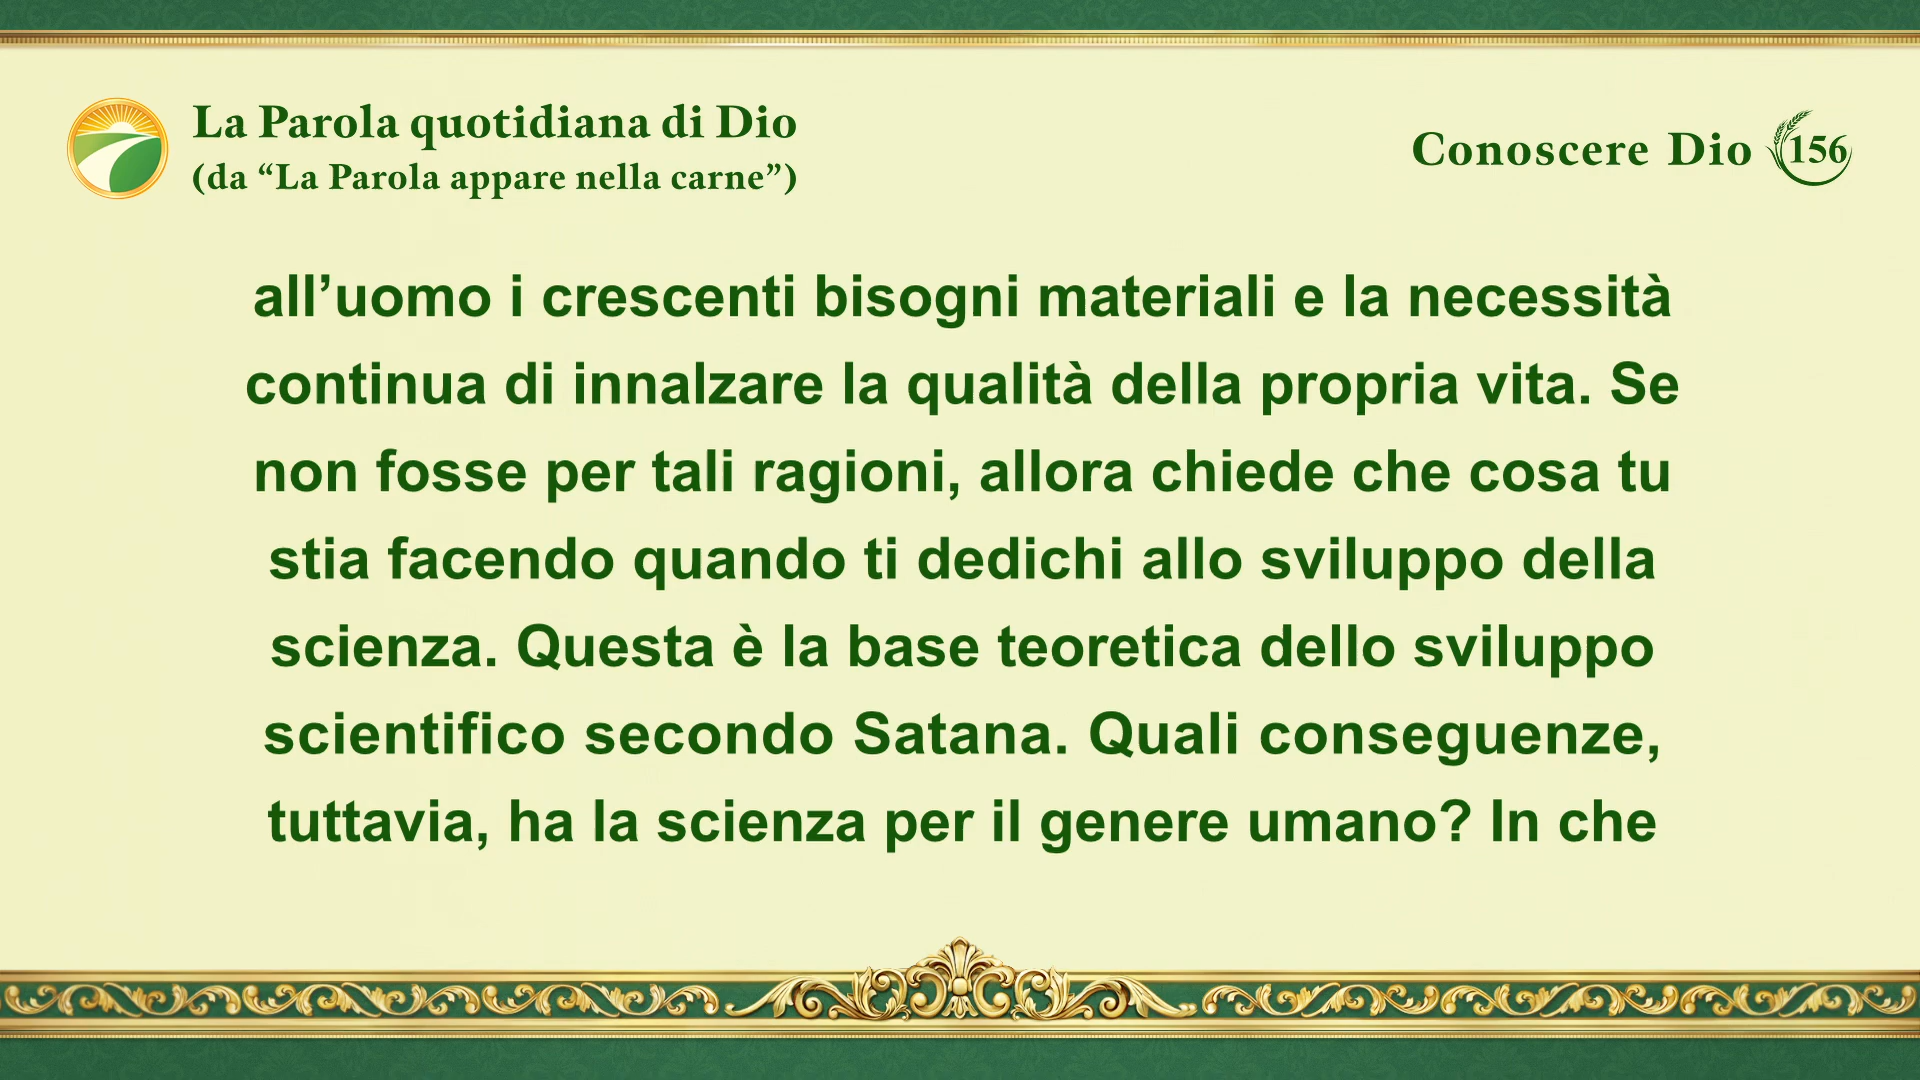 La Parola quotidiana di Dio
(da “La Parola appare nella carne”)
Conoscere Dio 156
all’uomo i crescenti bisogni materiali e la necessità
continua di innalzare la qualità della propria vita. Se
non fosse per tali ragioni, allora chiede che cosa tu
stia facendo quando ti dedichi allo sviluppo della
scienza. Questa è la base teoretica dello sviluppo
scientifico secondo Satana. Quali conseguenze,
tuttavia, ha la scienza per il genere umano? In che